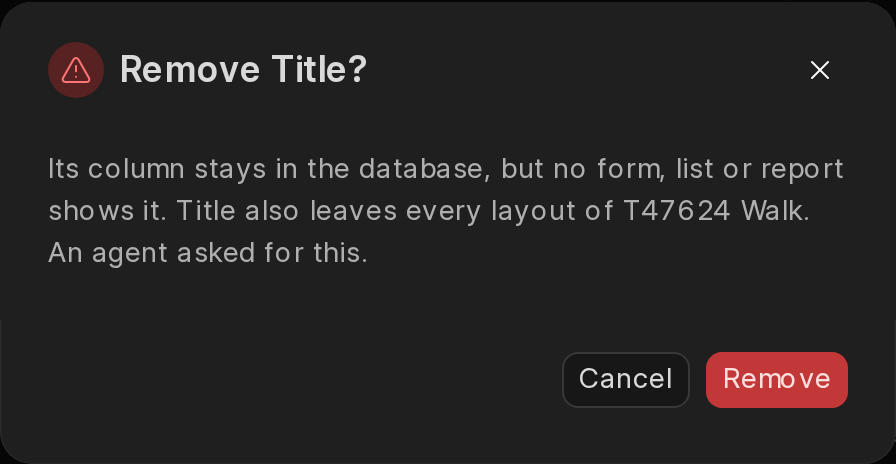 Remove Title?
Its column stays in the database, but no form, list or report
shows it. Title also leaves every layout of T47624 Walk.
An agent asked for this.
Cancel
Remove